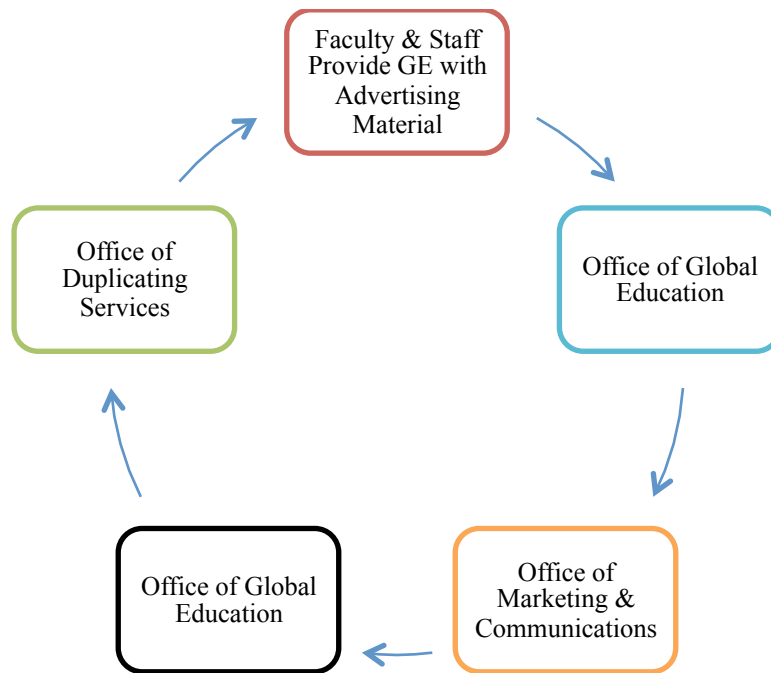 Faculty & Staff
Provide GE with
Advertising
Material
Office of Global
Education
Office of
Marketing &
Communications
Office of Global
Education
Office of
Duplicating
Services